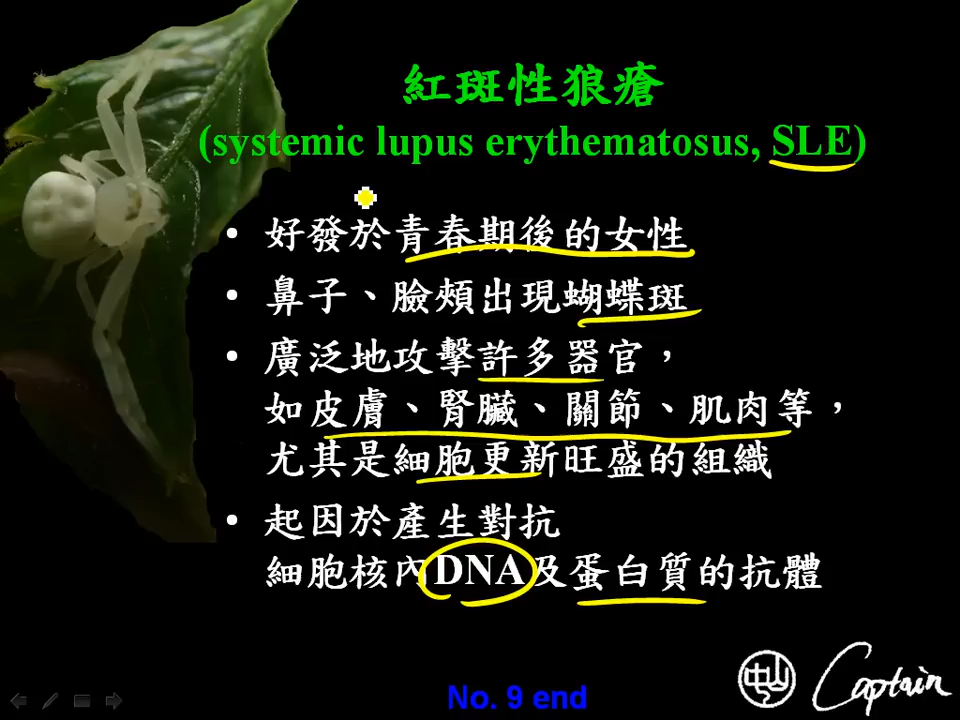 紅斑性狼瘡
(systemic lupus erythematosus, SLE)
• 好發於青春期後的女性
• 鼻子、臉頰出現蝴蝶斑
• 廣泛地攻擊許多器官，
如皮膚、腎臟、關節、肌肉等，
尤其是細胞更新旺盛的組織
• 起因於產生對抗
細胞核內DNA及蛋白質的抗體
Captain
No. 9 end